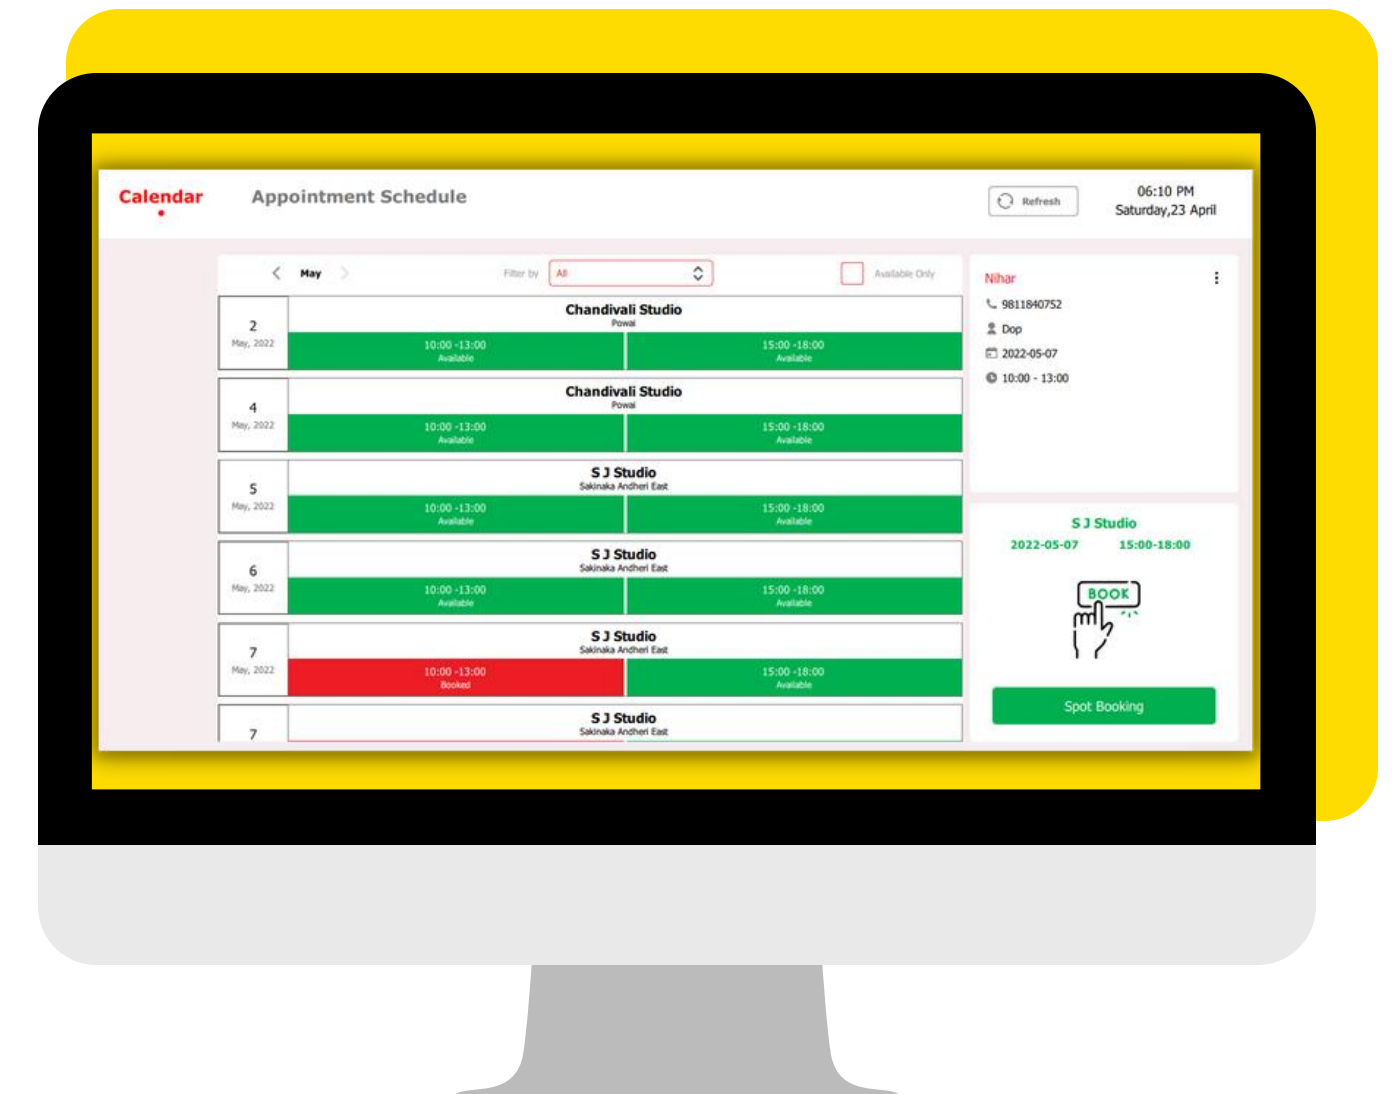 Calendar
Appointment Schedule
Refresh
06:10 PM
Saturday,23 April
May
Filter by
All
Available Only
2
May, 2022
Chandivali Studio
Powai
10:00 -13:00
Available
15:00 -18:00
Available
4
May, 2022
Chandivali Studio
Powai
10:00 -13:00
Available
15:00 -18:00
Available
5
May, 2022
S J Studio
Sakinaka Andheri East
10:00 -13:00
Available
15:00 -18:00
Available
6
May, 2022
S J Studio
Sakinaka Andheri East
10:00 -13:00
Available
15:00 -18:00
Available
7
May, 2022
S J Studio
Sakinaka Andheri East
10:00 -13:00
Booked
15:00 -18:00
Available
7
S J Studio
Sakinaka Andheri East
Nihar
9811840752
Dop
2022-05-07
10:00 - 13:00
S J Studio
2022-05-07 15:00-18:00
BOOK
Spot Booking